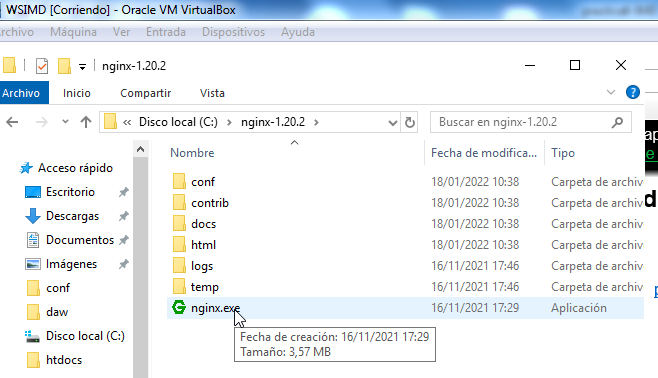 WSIMD [Corriendo] - Oracle VM VirtualBox
Archivo Máquina Ver Entrada Dispositivos Ayuda
nginx-1.20.2
Archivo Inicio Compartir Vista
« Disco local (C:) > nginx-1.20.2 >
Buscar en nginx-1.20.2
Nombre Fecha de modifica... Tipo
Acceso rápido
Escritorio
Descargas
Documentos
Imágenes
conf
daw
Disco local (C:)
htdocs
conf 18/01/2022 10:38 Carpeta de archiv
contrib 18/01/2022 10:38 Carpeta de archiv
docs 18/01/2022 10:38 Carpeta de archiv
html 18/01/2022 10:38 Carpeta de archiv
logs 16/11/2021 17:46 Carpeta de archiv
temp 16/11/2021 17:46 Carpeta de archiv
nginx.exe 16/11/2021 17:29 Aplicación
Fecha de creación: 16/11/2021 17:29
Tamaño: 3,57 MB
ap
e
d
p